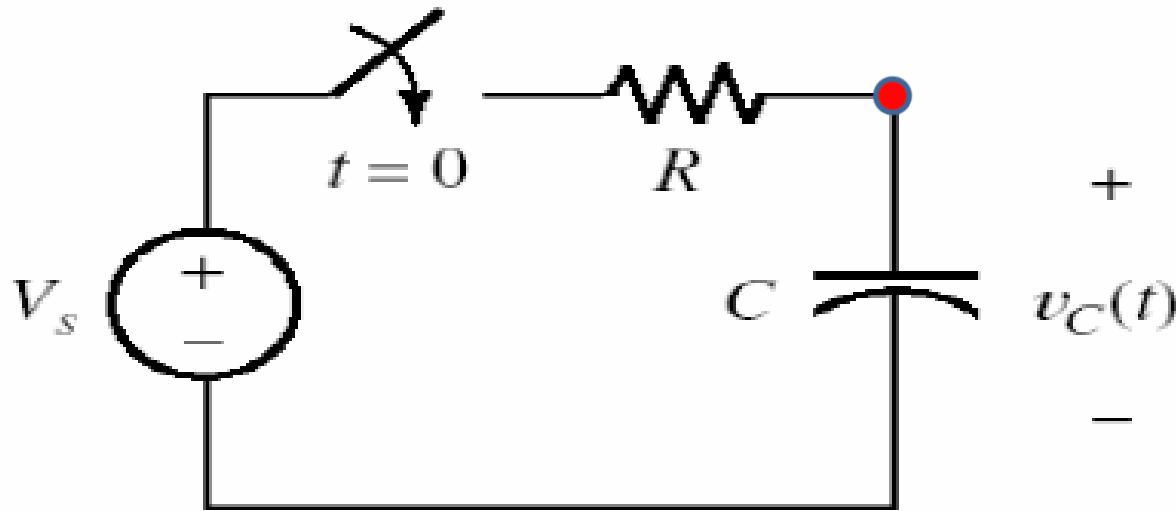 t = 0
R
+
V_s
+
−
C
v_C(t)
−